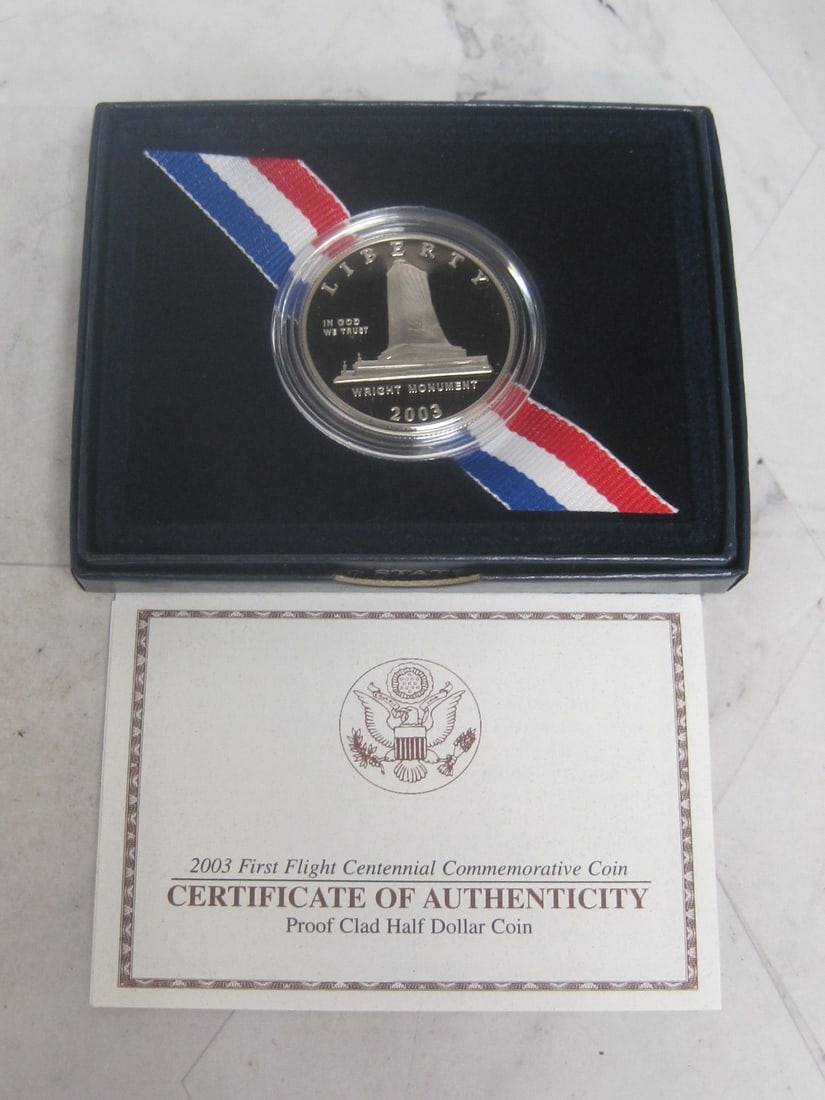 LIBERTY
IN GOD
WE TRUST
WRIGHT MONUMENT
2003
2003 First Flight Centennial Commemorative Coin
CERTIFICATE OF AUTHENTICITY
Proof Clad Half Dollar Coin